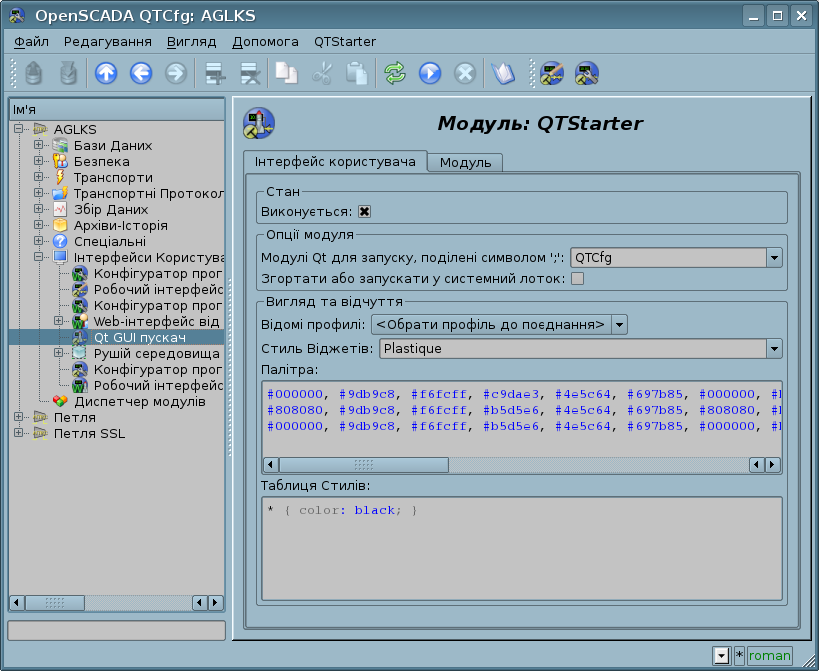 OpenSCADA QTCfg: AGLKS
Файл Редагування Вигляд Допомога QTStarter
Ім'я
AGLKS
Бази Даних
Безпека
Транспорти
Транспортні Протокол
Збір Даних
Архіви-Історія
Спеціальні
Інтерфейси Користува
Конфігуратор прог
Робочий інтерфейс
Конфігуратор прог
Web-інтерфейс від
Qt GUI пускач
Рушій середовища
Конфігуратор прог
Робочий інтерфейс
Диспетчер модулів
Петля
Петля SSL
Модуль: QTStarter
Інтерфейс користувача Модуль
Стан
Виконується:
Опції модуля
Модулі Qt для запуску, поділені символом ';': QTCfg
Згортати або запускати у системний лоток:
Вигляд та відчуття
Відомі профілі: <Обрати профіль до поєднання>
Стиль Віджетів: Plastique
Палітра:
#000000, #9db9c8, #f6fcff, #c9dae3, #4e5c64, #697b85, #000000,
#808080, #9db9c8, #f6fcff, #b5d5e6, #4e5c64, #697b85, #808080,
#000000, #9db9c8, #f6fcff, #b5d5e6, #4e5c64, #697b85, #000000,
Таблиця Стилів:
* { color: black; }
* roman